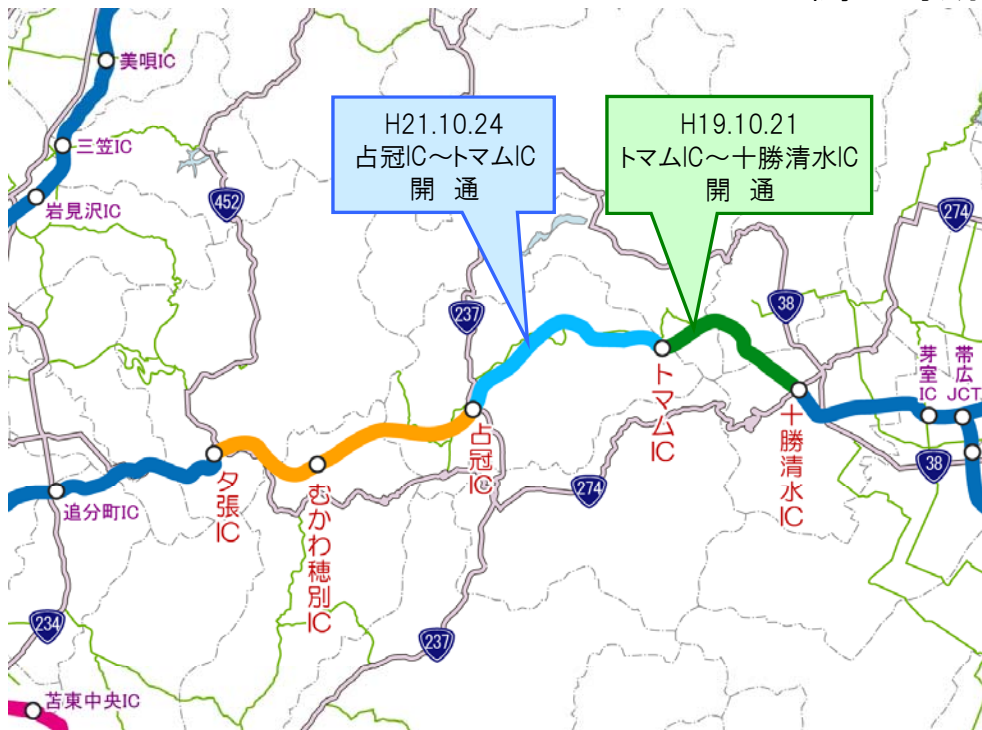 美唄IC
三笠IC
岩見沢IC
452
H21.10.24
占冠IC～トマムIC
開　通
H19.10.21
トマムIC～十勝清水IC
開　通
274
237
38
芽室IC
帯広JCT
トマムIC
十勝清水IC
占冠IC
38
夕張IC
むかわ穂別IC
274
追分町IC
234
237
苫東中央IC